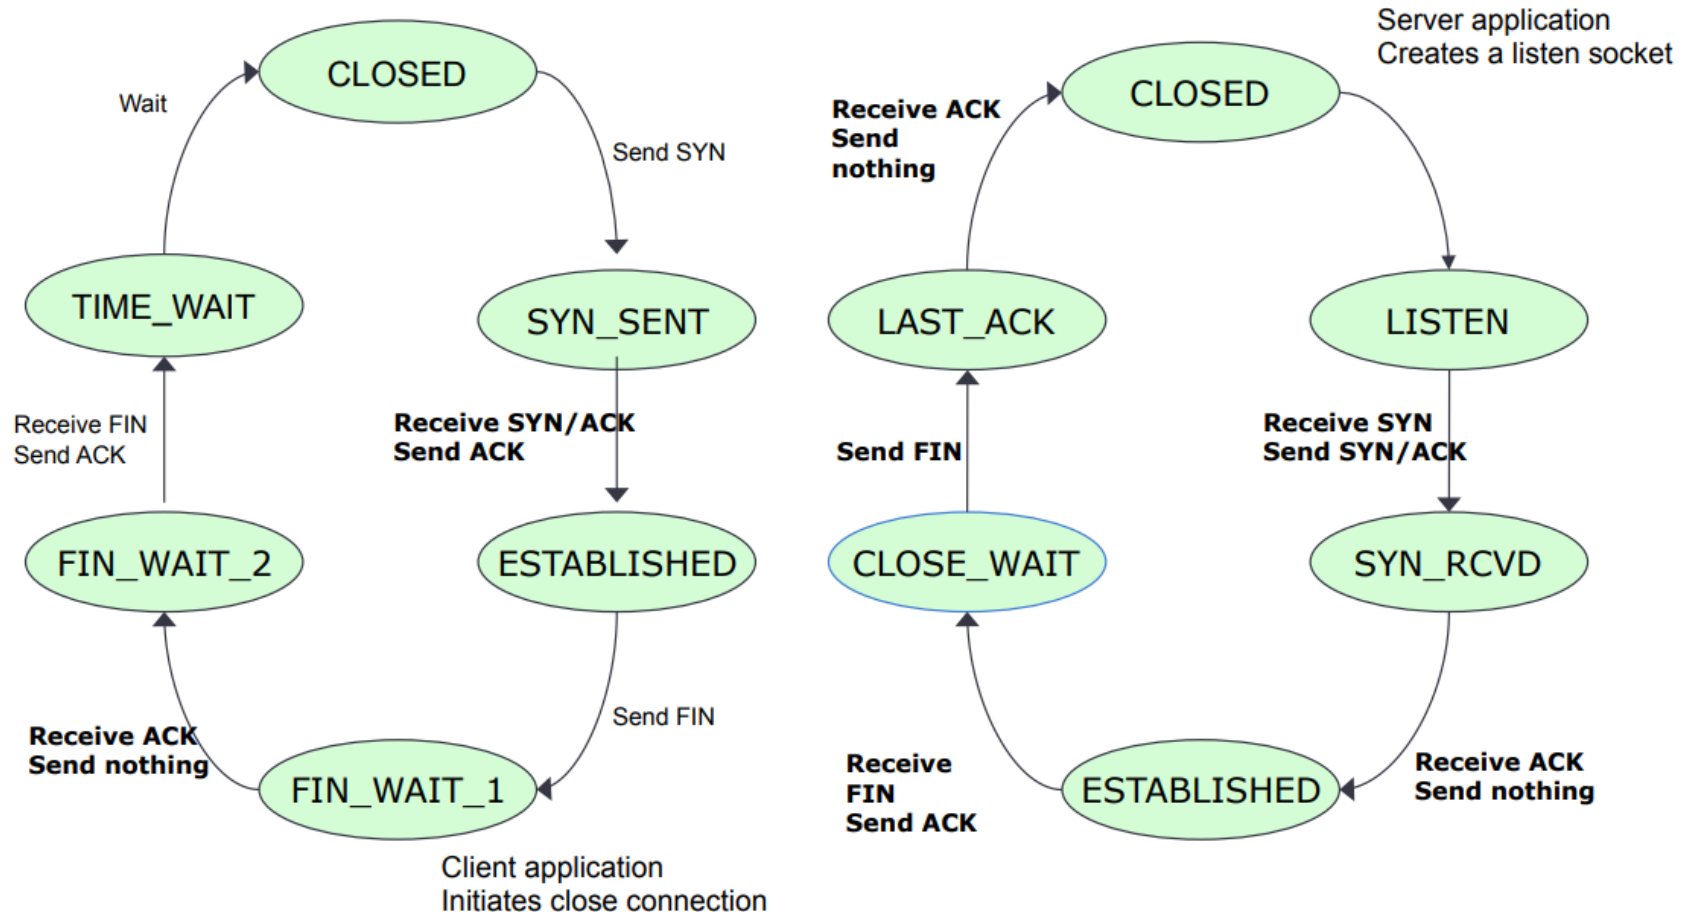 CLOSED
Wait
Send SYN
TIME_WAIT
SYN_SENT
Receive FIN
Send ACK
Receive SYN/ACK
Send ACK
FIN_WAIT_2
ESTABLISHED
Receive ACK
Send nothing
Send FIN
FIN_WAIT_1
Client application
Initiates close connection
Server application
Creates a listen socket
CLOSED
Receive ACK
Send
nothing
LAST_ACK
LISTEN
Send FIN
Receive SYN
Send SYN/ACK
CLOSE_WAIT
SYN_RCVD
Receive
FIN
Send ACK
ESTABLISHED
Receive ACK
Send nothing